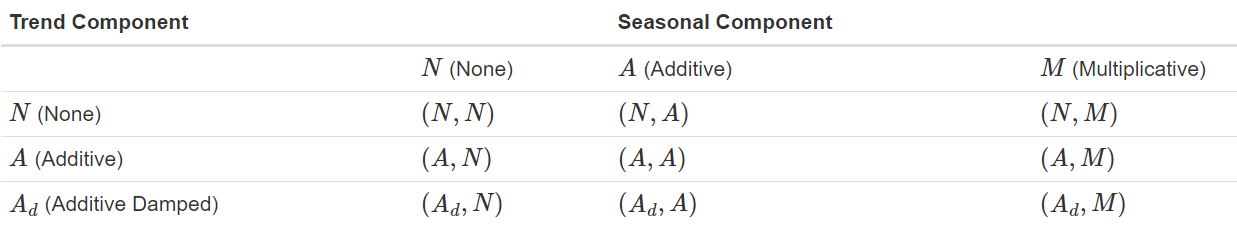 Trend Component Seasonal Component
N (None) A (Additive) M (Multiplicative)
N (None) (N, N) (N, A) (N, M)
A (Additive) (A, N) (A, A) (A, M)
A_d (Additive Damped) (A_d, N) (A_d, A) (A_d, M)